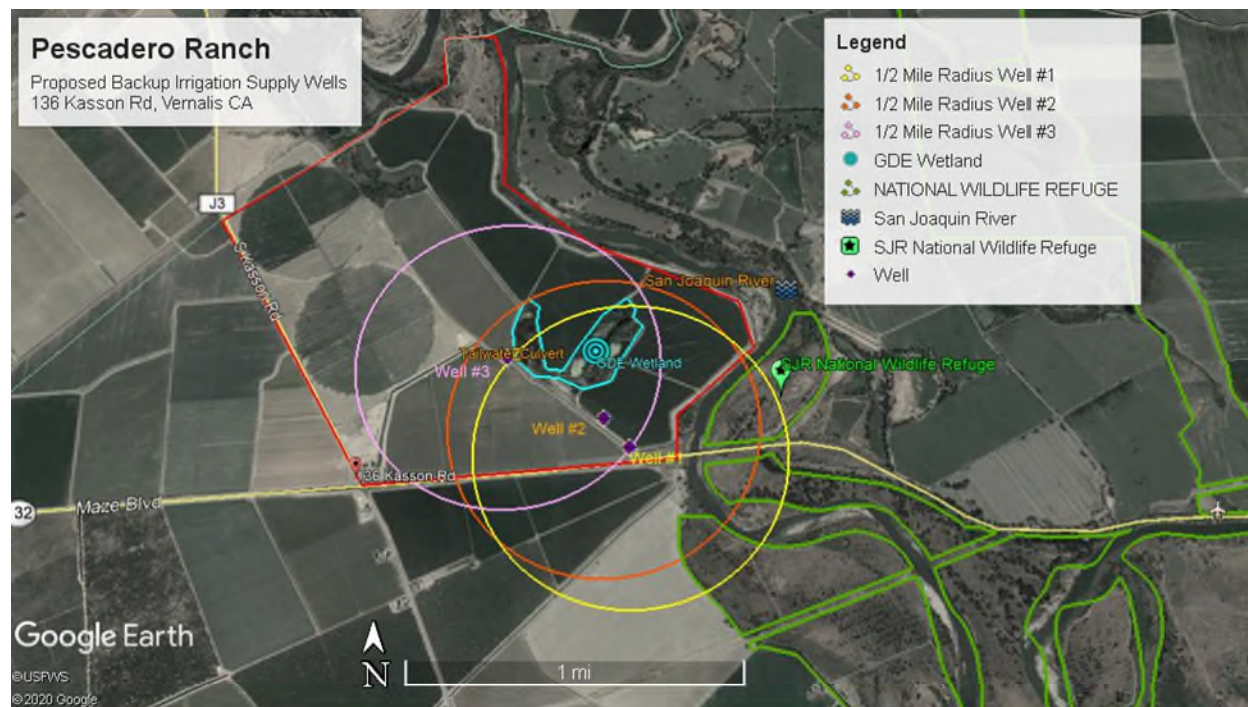 Pescadero Ranch
Proposed Backup Irrigation Supply Wells
136 Kasson Rd, Vernalis CA
Legend
1/2 Mile Radius Well #1
1/2 Mile Radius Well #2
1/2 Mile Radius Well #3
GDE Wetland
NATIONAL WILDLIFE REFUGE
San Joaquin River
SJR National Wildlife Refuge
Well
J3
S Kasson Rd
San Joaquin River
Tailwater Culvert
GDE Wetland
SJR National Wildlife Refuge
Well #3
Well #2
Well #
136 Kasson Rd
Maze Blvd
32
Google Earth
N
1 mi
©USFWS
©2020 Google